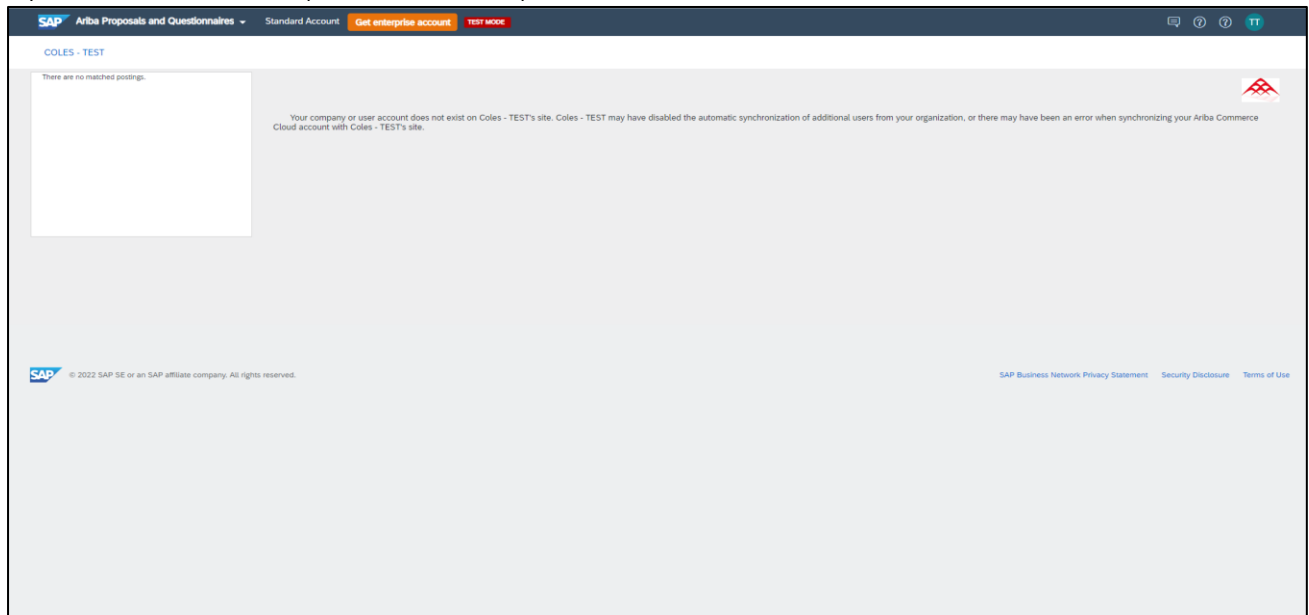 SAP Ariba Proposals and Questionnaires Standard Account Get enterprise account TEST MODE TT
COLES - TEST
There are no matched postings.
Your company or user account does not exist on Coles - TEST's site. Coles - TEST may have disabled the automatic synchronization of additional users from your organization, or there may have been an error when synchronizing your Ariba Commerce
Cloud account with Coles - TEST's site.
SAP © 2022 SAP SE or an SAP affiliate company. All rights reserved. SAP Business Network Privacy Statement Security Disclosure Terms of Use